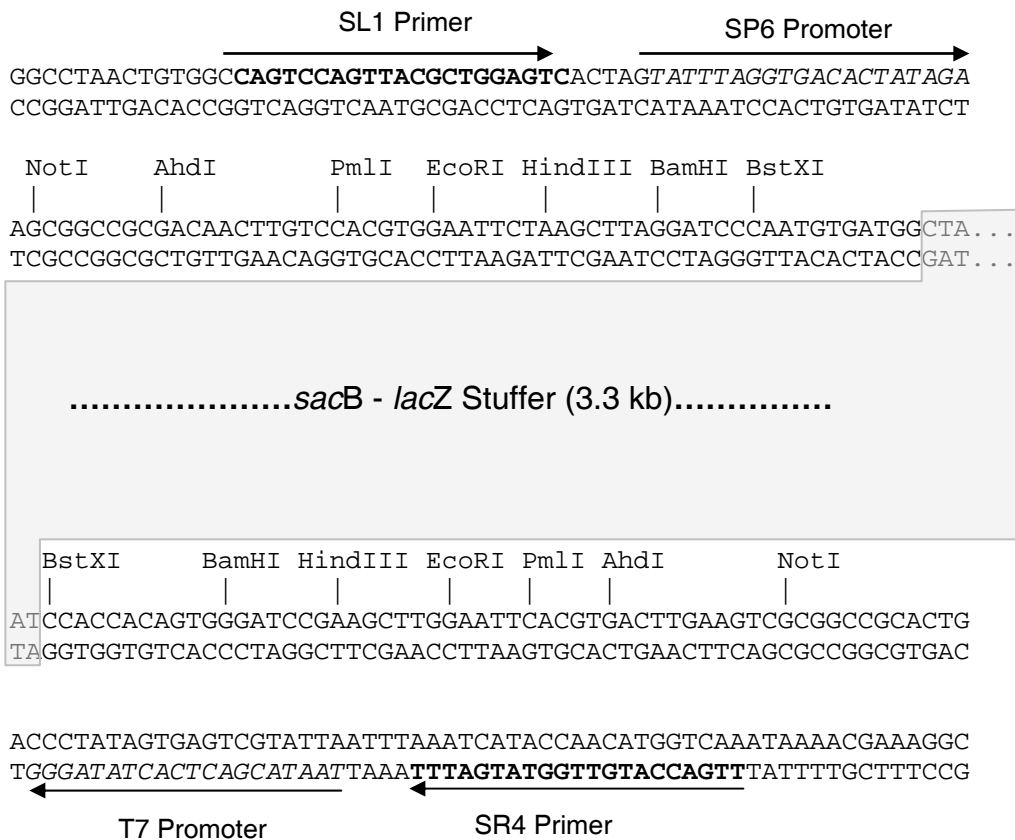 SL1 Primer SP6 Promoter
GGCCTAACTGTGGCCAGTCCAGTTACGCTGGAGTCACTAGTATTTAGGTGACACTATAGA
CCGGATTGACACCGGTCAGGTCAATGCGACCTCAGTGATCATAAATCCACTGTGATATCT
NotI AhdI PmlI EcoRI HindIII BamHI BstXI
| | | | | | |
AGCGGCCGCGACAACTTGTCCACGTGGAATTCTAAGCTTAGGATCCCAATGTGATGGCTA...
TCGCCGGCGCTGTTGAACAGGTGCACCTTAAGATTCGAATCCTAGGGTTACACTACCGAT...
.....................sacB - lacZ Stuffer (3.3 kb)...............
BstXI BamHI HindIII EcoRI PmlI AhdI NotI
| | | | | | |
ATCCACCACAGTGGGATCCGAAGCTTGGAATTCACGTGACTTGAAGTCGCGGCCGCACTG
TAGGTGGTGTCACCCTAGGCTTCGAACCTTAAGTGCACTGAACTTCAGCGCCGGCGTGAC
ACCCTATAGTGAGTCGTATTAATTTAAATCATACCAACATGGTCAAATAAAACGAAAGGC
TGGGATATCACTCAGCATAATTAAATTTAGTATGGTTGTACCAGTTTATTTTGCTTTCCG
T7 Promoter SR4 Primer